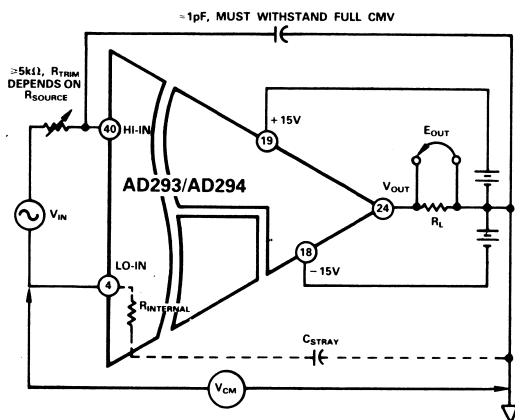 ≈1pF, MUST WITHSTAND FULL CMV
≥5kΩ, RTRIM
DEPENDS ON
RSOURCE
40
HI-IN
+15V
19
EOUT
AD293/AD294
VOUT
24
RL
VIN
LO-IN
4
18
−15V
RINTERNAL
CSTRAY
VCM